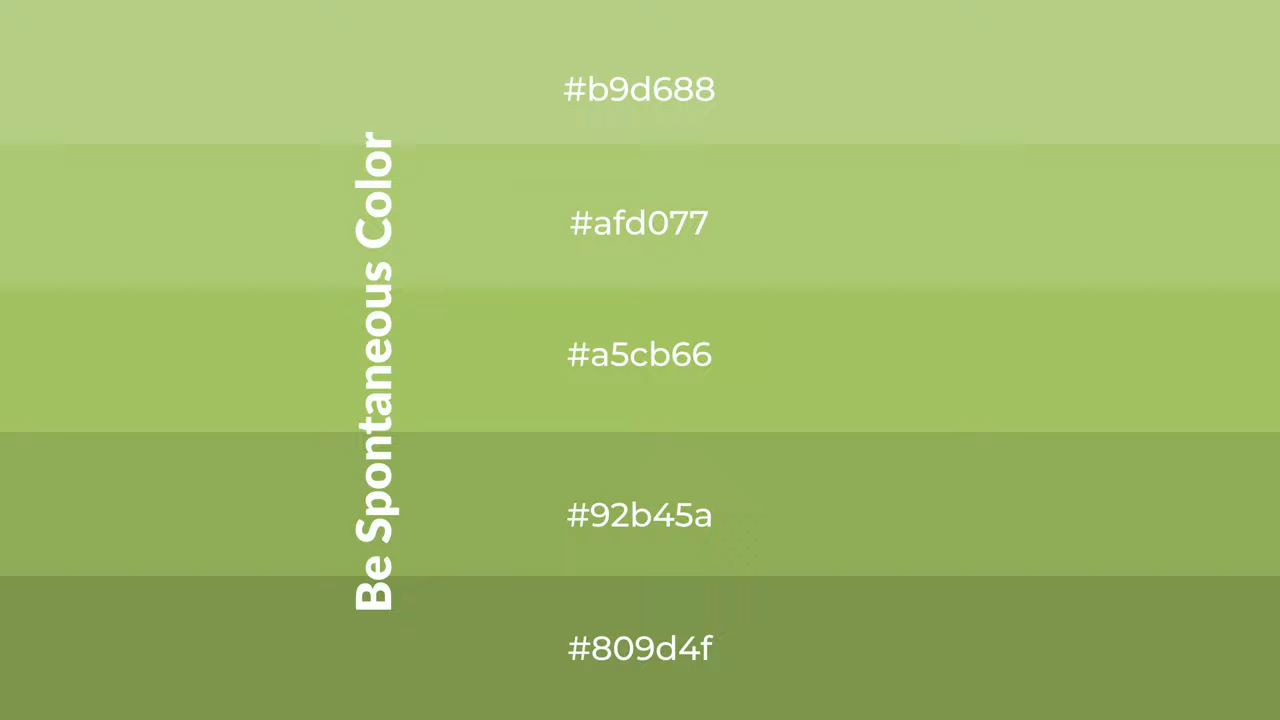 Be Spontaneous Color
#b9d688
#afd077
#a5cb66
#92b45a
#809d4f